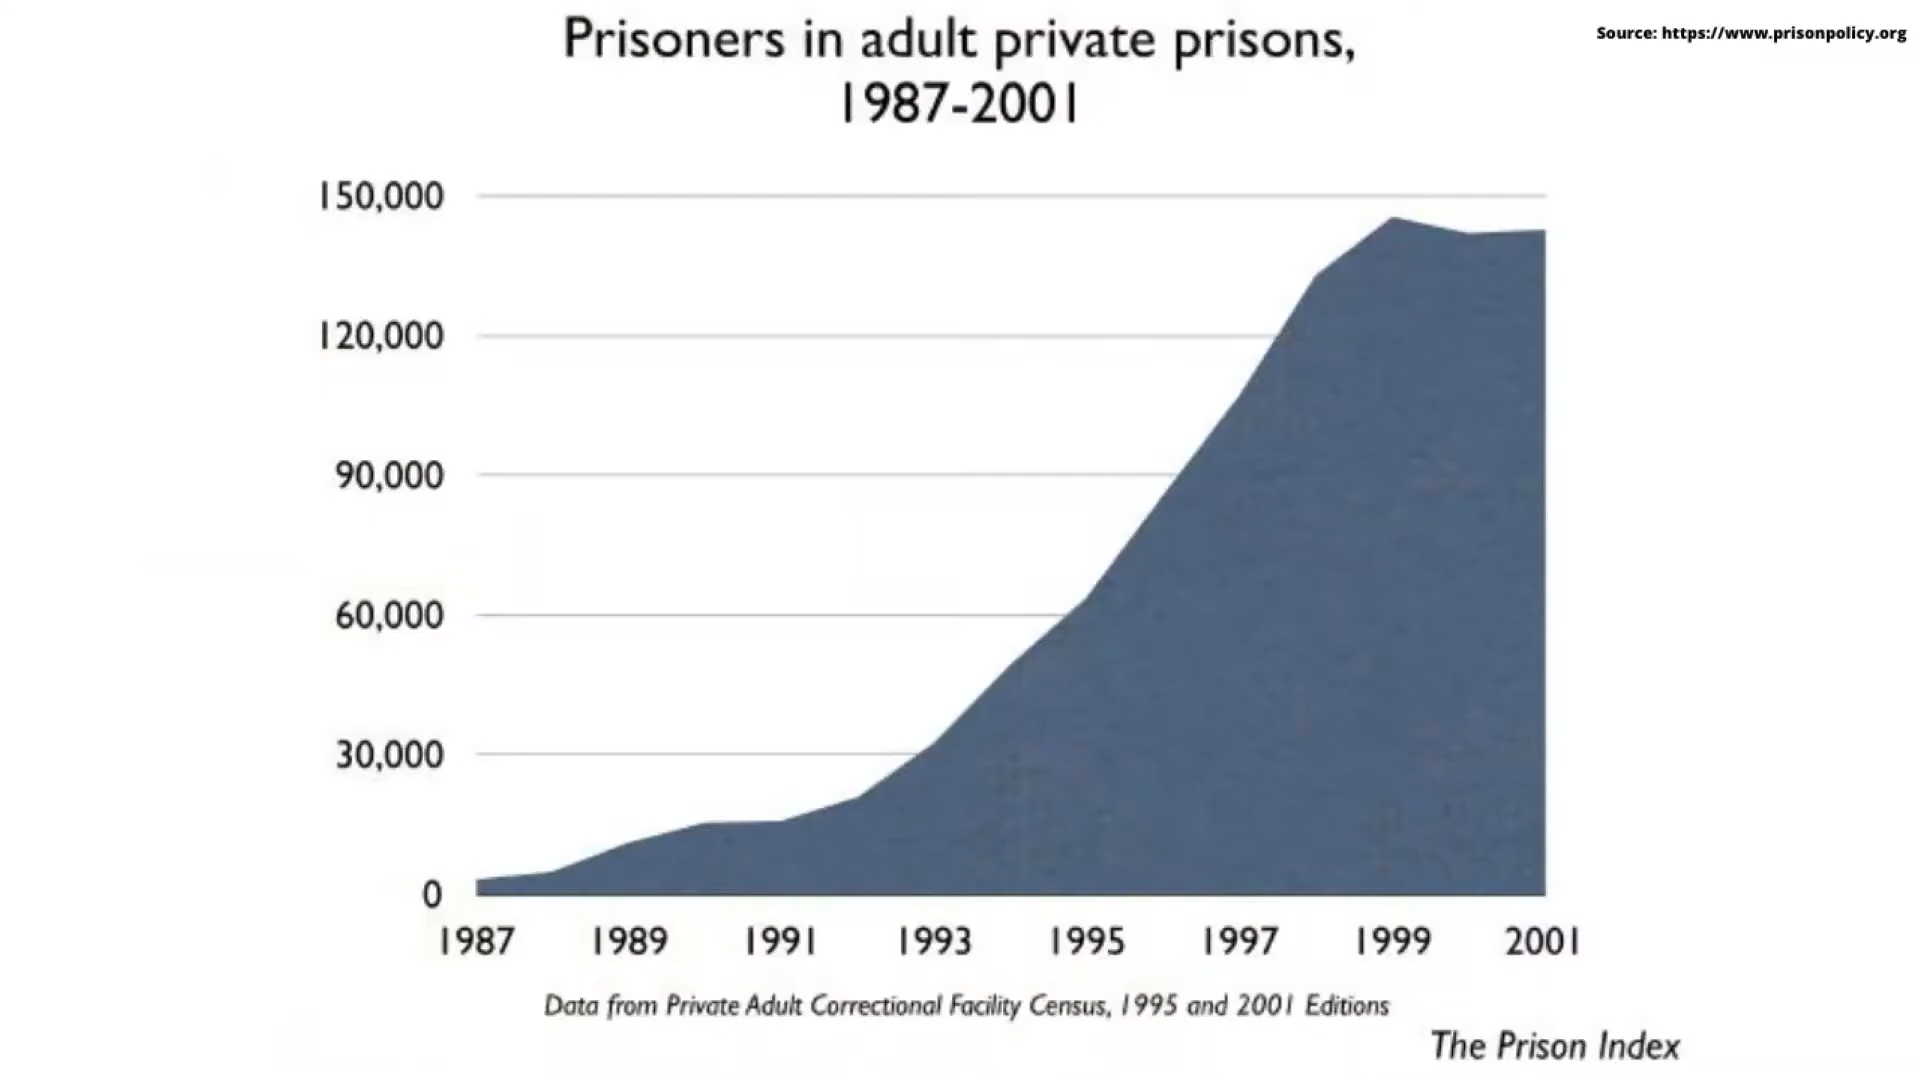 Prisoners in adult private prisons,
1987-2001
Source: https://www.prisonpolicy.org
150,000
120,000
90,000
60,000
30,000
0
1987 1989 1991 1993 1995 1997 1999 2001
Data from Private Adult Correctional Facility Census, 1995 and 2001 Editions
The Prison Index